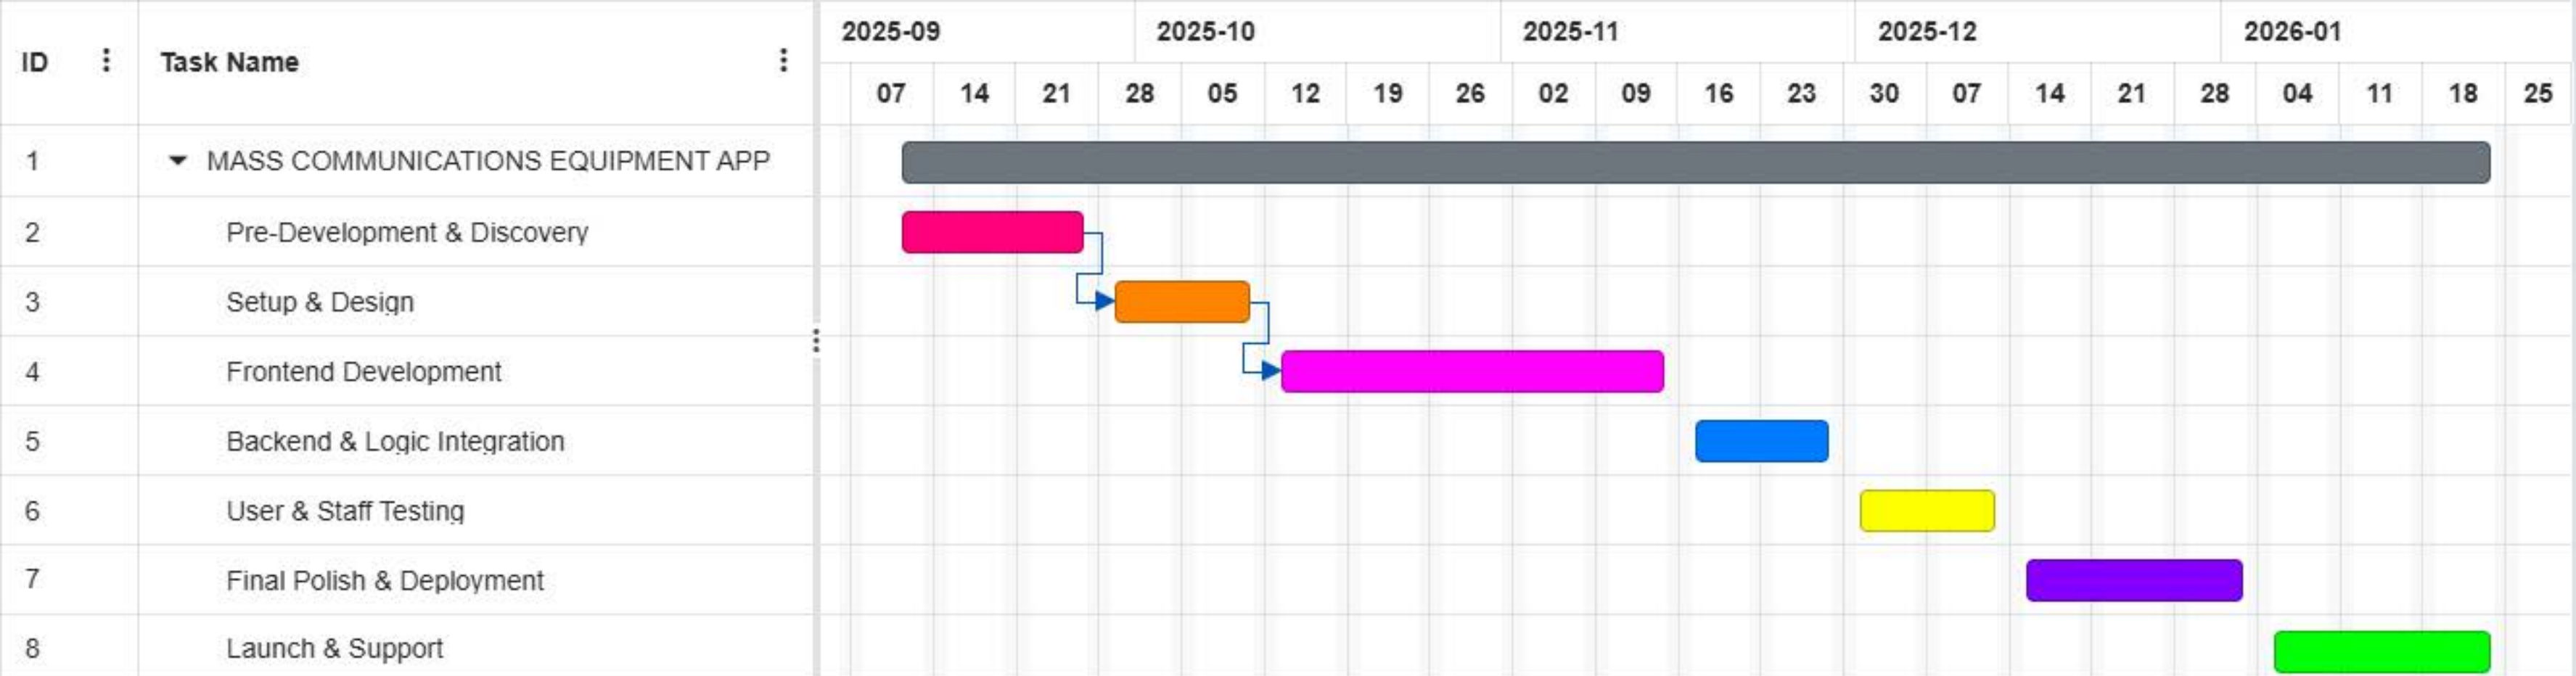 2025-09 2025-10 2025-11 2025-12 2026-01
ID Task Name
07 14 21 28 05 12 19 26 02 09 16 23 30 07 14 21 28 04 11 18 25
1 MASS COMMUNICATIONS EQUIPMENT APP
2 Pre-Development & Discovery
3 Setup & Design
4 Frontend Development
5 Backend & Logic Integration
6 User & Staff Testing
7 Final Polish & Deployment
8 Launch & Support